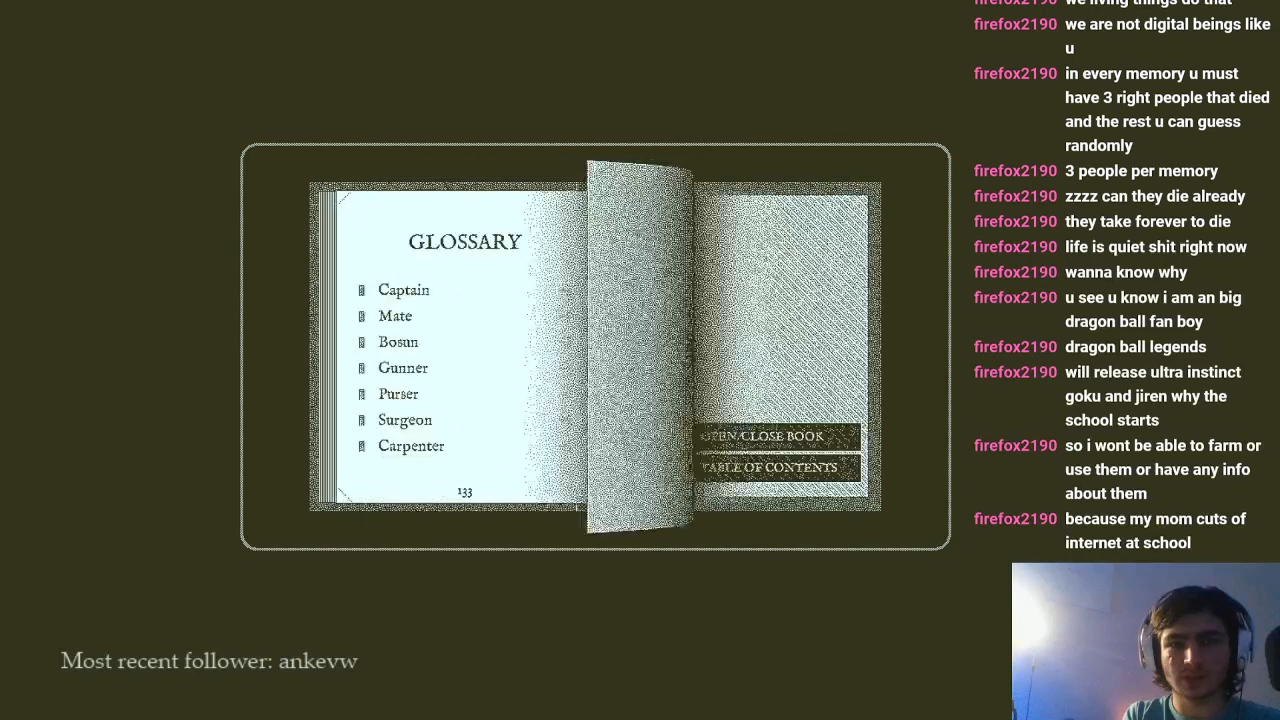 GLOSSARY
Captain
Mate
Bosun
Gunner
Purser
Surgeon
Carpenter
133
OPEN/CLOSE BOOK
TABLE OF CONTENTS
Most recent follower: ankevw
firefox2190 we living things do that
firefox2190 we are not digital beings like
u
firefox2190 in every memory u must
have 3 right people that died
and the rest u can guess
randomly
firefox2190 3 people per memory
firefox2190 zzzz can they die already
firefox2190 they take forever to die
firefox2190 life is quiet shit right now
firefox2190 wanna know why
firefox2190 u see u know i am an big
dragon ball fan boy
firefox2190 dragon ball legends
firefox2190 will release ultra instinct
goku and jiren why the
school starts
firefox2190 so i wont be able to farm or
use them or have any info
about them
firefox2190 because my mom cuts of
internet at school